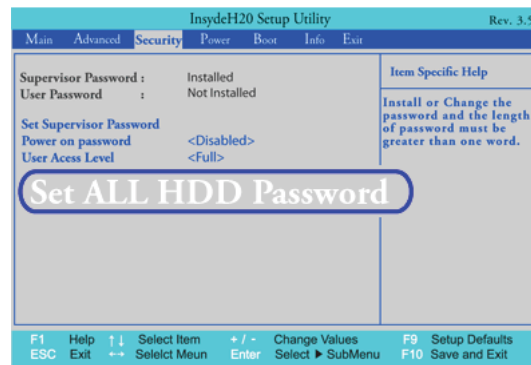 InsydeH20 Setup Utility Rev. 3.5
Main Advanced Security Power Boot Info Exit
Supervisor Password : Installed
User Password : Not Installed
Set Supervisor Password
Power on password <Disabled>
User Acess Level <Full>
Set ALL HDD Password
Item Specific Help
Install or Change the
password and the length
of password must be
greater than one word.
F1 Help ↑↓ Select Item + / - Change Values F9 Setup Defaults
ESC Exit ↔ Selelct Meun Enter Select ▶ SubMenu F10 Save and Exit